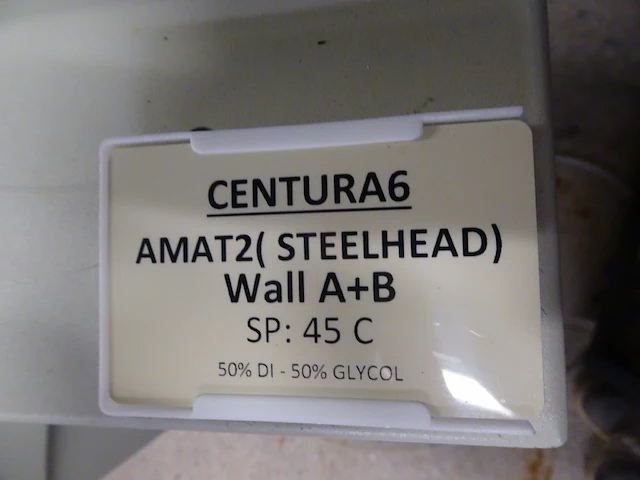 CENTURA6
AMAT2( STEELHEAD)
Wall A+B
SP: 45 C
50% DI - 50% GLYCOL